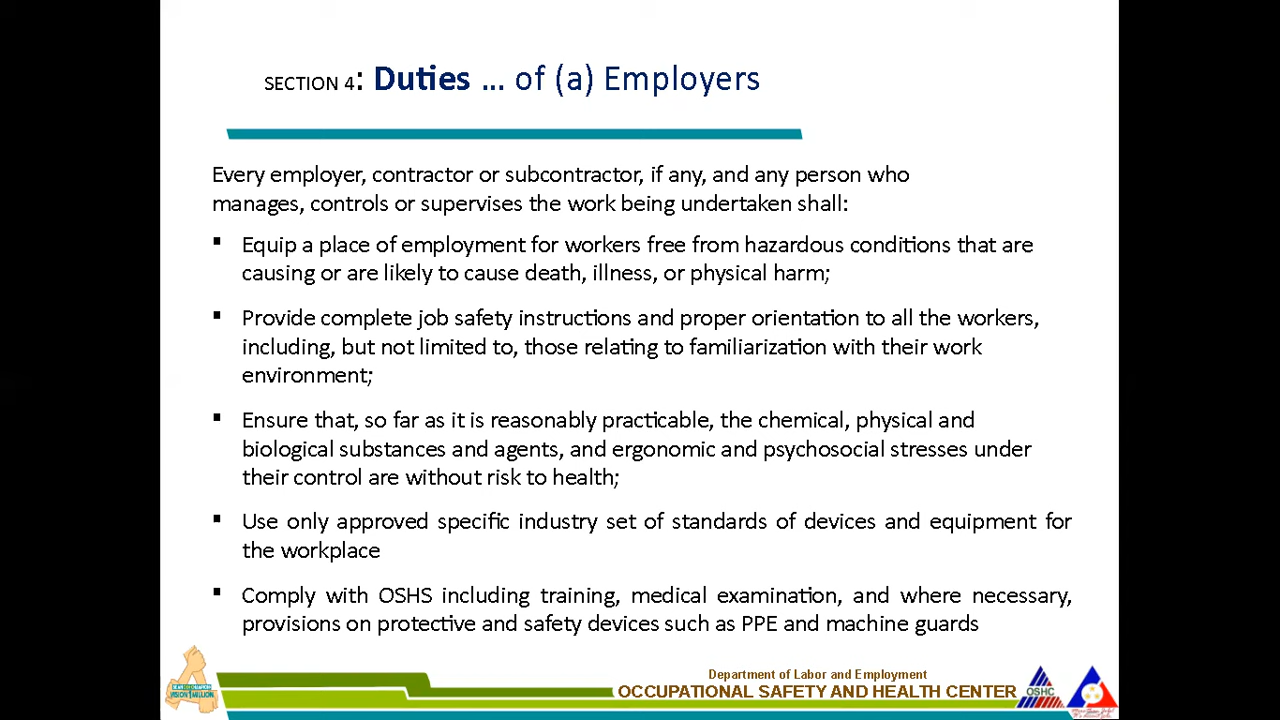 SECTION 4: Duties ... of (a) Employers
Every employer, contractor or subcontractor, if any, and any person who
manages, controls or supervises the work being undertaken shall:
▪ Equip a place of employment for workers free from hazardous conditions that are
causing or are likely to cause death, illness, or physical harm;
▪ Provide complete job safety instructions and proper orientation to all the workers,
including, but not limited to, those relating to familiarization with their work
environment;
▪ Ensure that, so far as it is reasonably practicable, the chemical, physical and
biological substances and agents, and ergonomic and psychosocial stresses under
their control are without risk to health;
▪ Use only approved specific industry set of standards of devices and equipment for
the workplace
▪ Comply with OSHS including training, medical examination, and where necessary,
provisions on protective and safety devices such as PPE and machine guards
Department of Labor and Employment
OCCUPATIONAL SAFETY AND HEALTH CENTER
OSHC